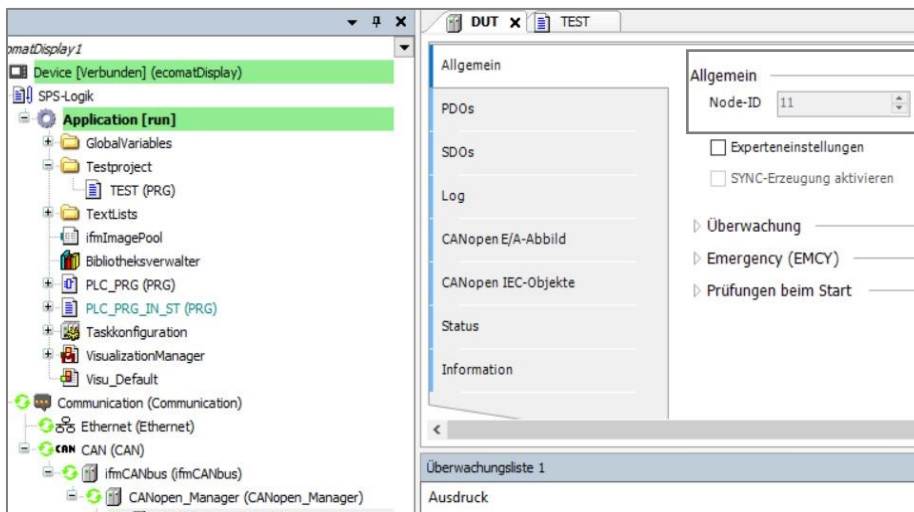 omatDisplay1
Device [Verbunden] (ecomatDisplay)
SPS-Logik
Application [run]
GlobalVariables
Testproject
TEST (PRG)
TextLists
ifmImagePool
Bibliotheksverwalter
PLC_PRG (PRG)
PLC_PRG_IN_ST (PRG)
Taskkonfiguration
VisualizationManager
Visu_Default
Communication (Communication)
Ethernet (Ethernet)
CAN CAN (CAN)
ifmCANbus (ifmCANbus)
CANopen_Manager (CANopen_Manager)
DUT
TEST
Allgemein
PDOs
SDOs
Log
CANopen E/A-Abbild
CANopen IEC-Objekte
Status
Information
Allgemein
Node-ID 11
Experteneinstellungen
SYNC-Erzeugung aktivieren
Überwachung
Emergency (EMCY)
Prüfungen beim Start
Überwachungsliste 1
Ausdruck